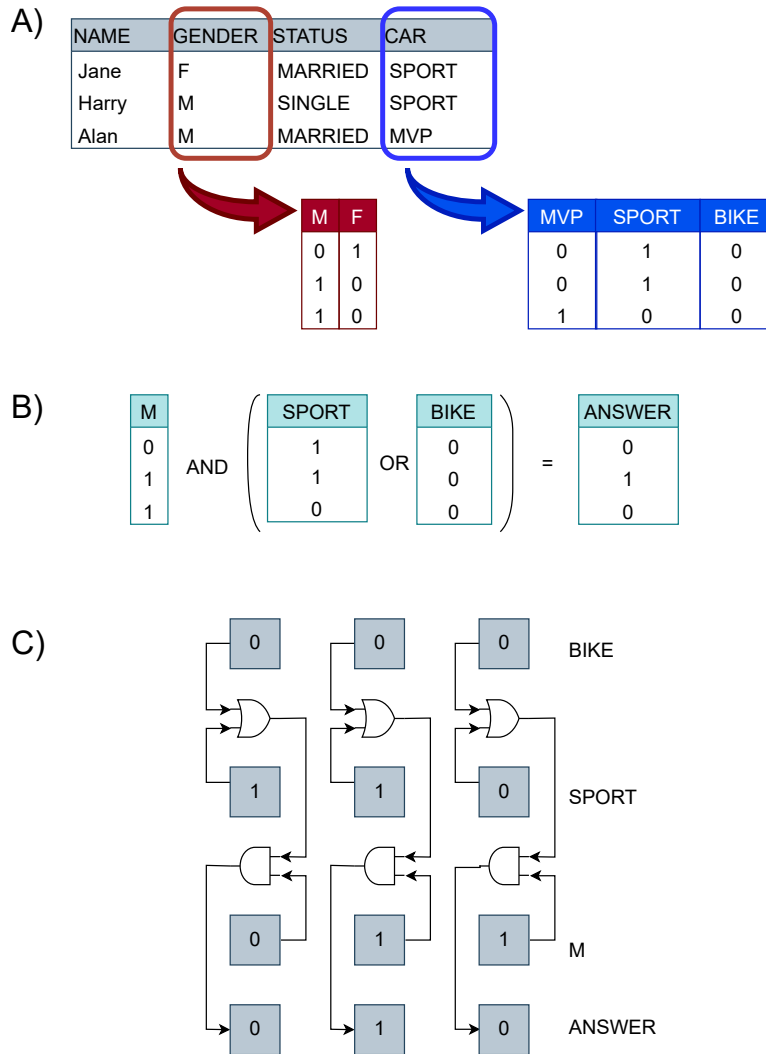 A)
NAME GENDER STATUS CAR
Jane F MARRIED SPORT
Harry M SINGLE SPORT
Alan M MARRIED MVP
M F MVP SPORT BIKE
0 1 0 1 0
1 0 0 1 0
1 0 1 0 0
B)
M SPORT BIKE ANSWER
0 1 0 0
1 AND 1 OR 0 = 1
1 0 0 0
C)
0 0 0 BIKE
1 1 0 SPORT
0 1 1 M
0 1 0 ANSWER